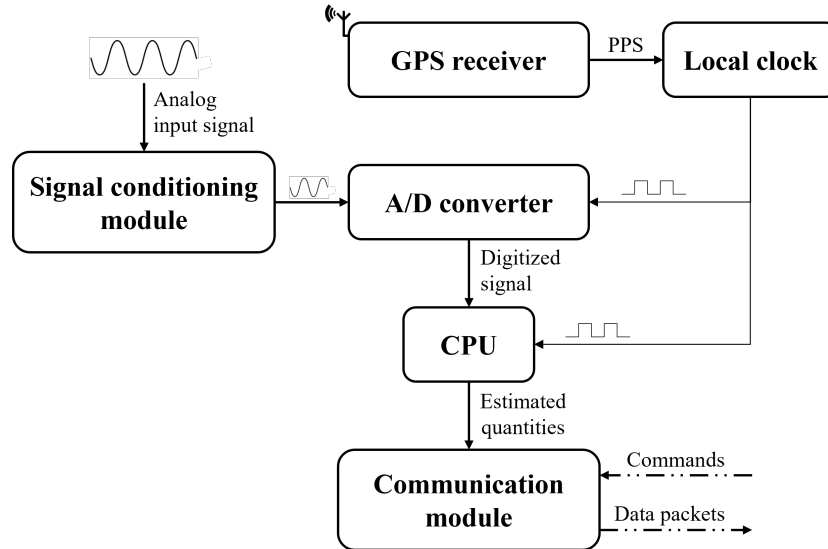 GPS receiver
PPS
Local clock
Analog
input signal
Signal conditioning
module
A/D converter
Digitized
signal
CPU
Estimated
quantities
Communication
module
Commands
Data packets